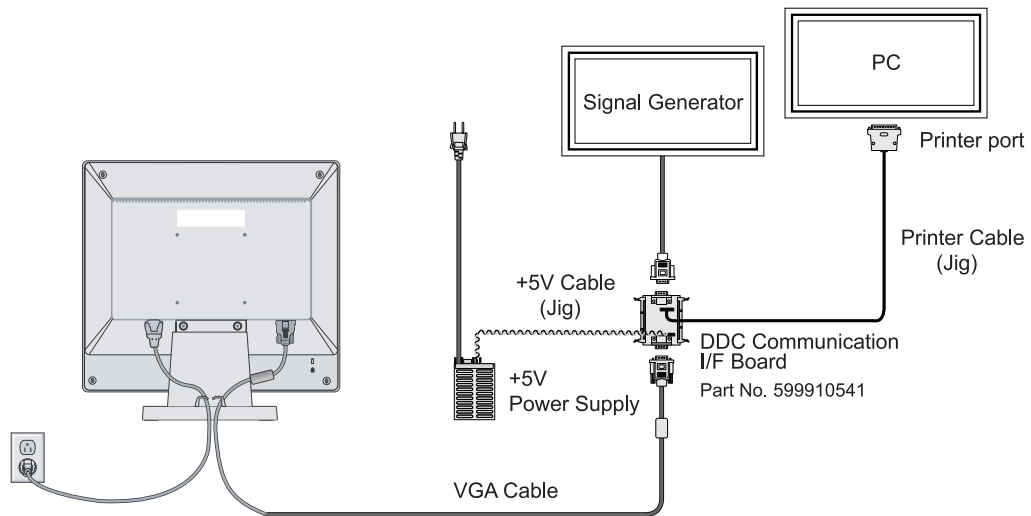 PC
Signal Generator
Printer port
Printer Cable
(Jig)
+5V Cable
(Jig)
DDC Communication
I/F Board
Part No. 599910541
+5V
Power Supply
VGA Cable